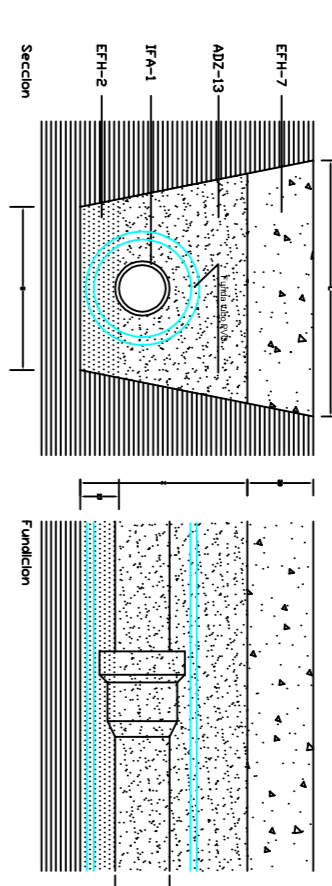 EFH-7
ADZ-13
IFA-1
EFH-2
Seccion
Fundicion